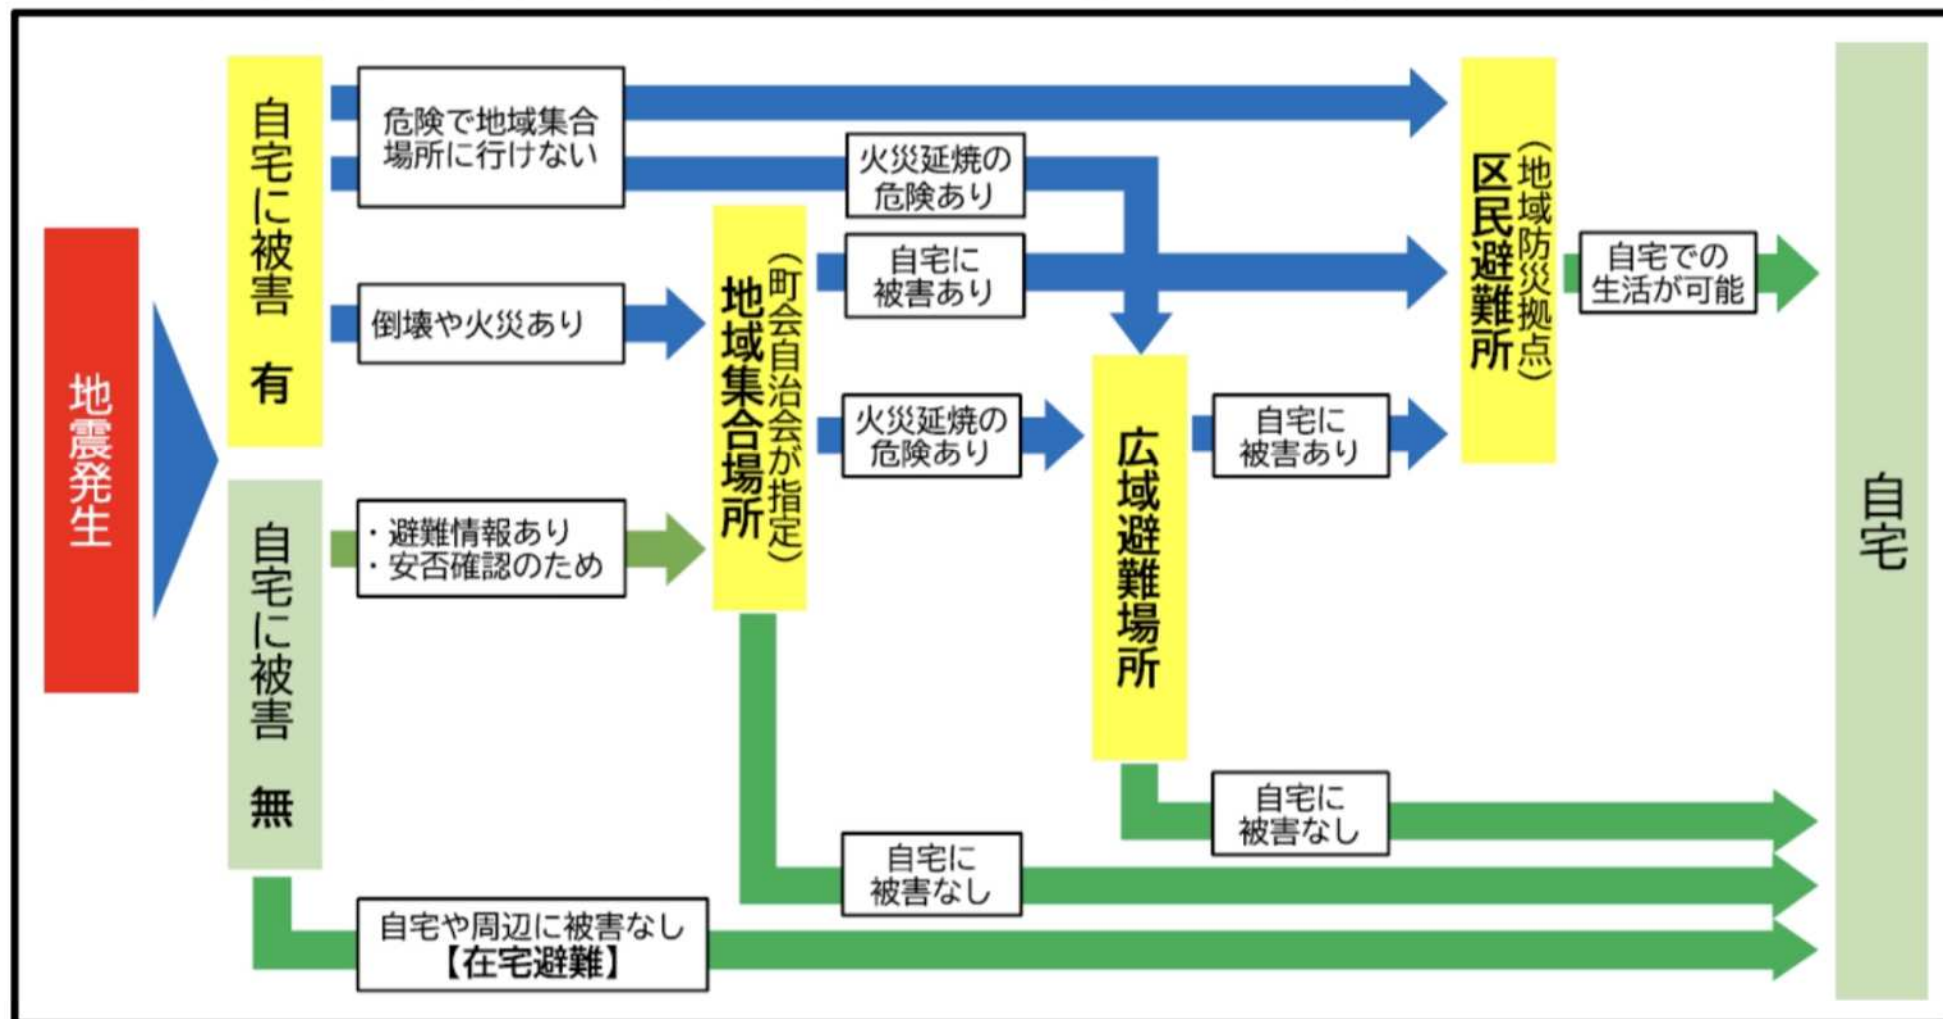 地震発生
自宅に被害 有
自宅に被害 無
危険で地域集合
場所に行けない
倒壊や火災あり
・避難情報あり
・安否確認のため
自宅や周辺に被害なし
【在宅避難】
(町会自治会が指定)
地域集合場所
火災延焼の
危険あり
自宅に
被害あり
火災延焼の
危険あり
自宅に
被害なし
広域避難場所
自宅に
被害あり
自宅に
被害なし
(地域防災拠点)
区民避難所
自宅での
生活が可能
自宅